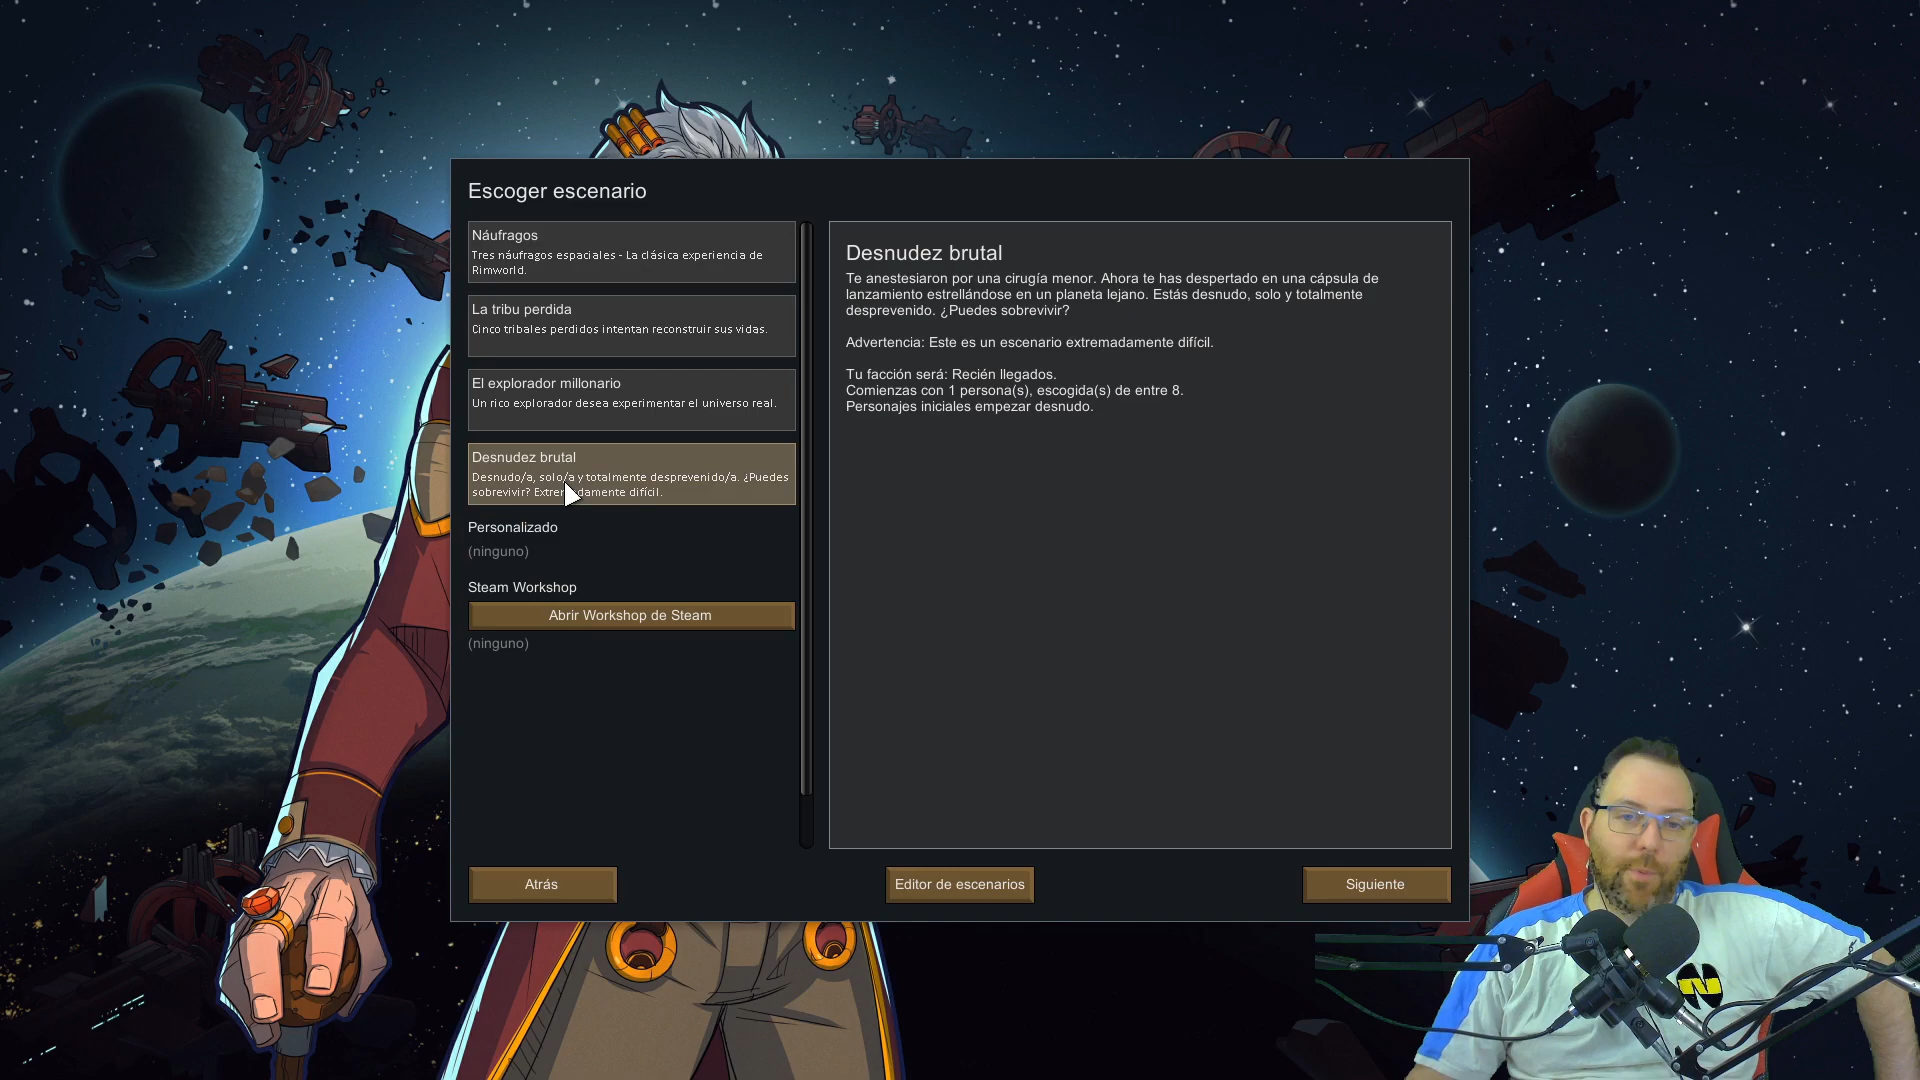 Escoger escenario
Náufragos
Tres náufragos espaciales - La clásica experiencia de
Rimworld.
La tribu perdida
Cinco tribales perdidos intentan reconstruir sus vidas.
El explorador millonario
Un rico explorador desea experimentar el universo real.
Desnudez brutal
Desnudo/a, solo/a y totalmente desprevenido/a. ¿Puedes
sobrevivir? Extremadamente difícil.
Personalizado
(ninguno)
Steam Workshop
Abrir Workshop de Steam
(ninguno)
Desnudez brutal
Te anestesiaron por una cirugía menor. Ahora te has despertado en una cápsula de
lanzamiento estrellándose en un planeta lejano. Estás desnudo, solo y totalmente
desprevenido. ¿Puedes sobrevivir?
Advertencia: Este es un escenario extremadamente difícil.
Tu facción será: Recién llegados.
Comienzas con 1 persona(s), escogida(s) de entre 8.
Personajes iniciales empezar desnudo.
Atrás
Editor de escenarios
Siguiente